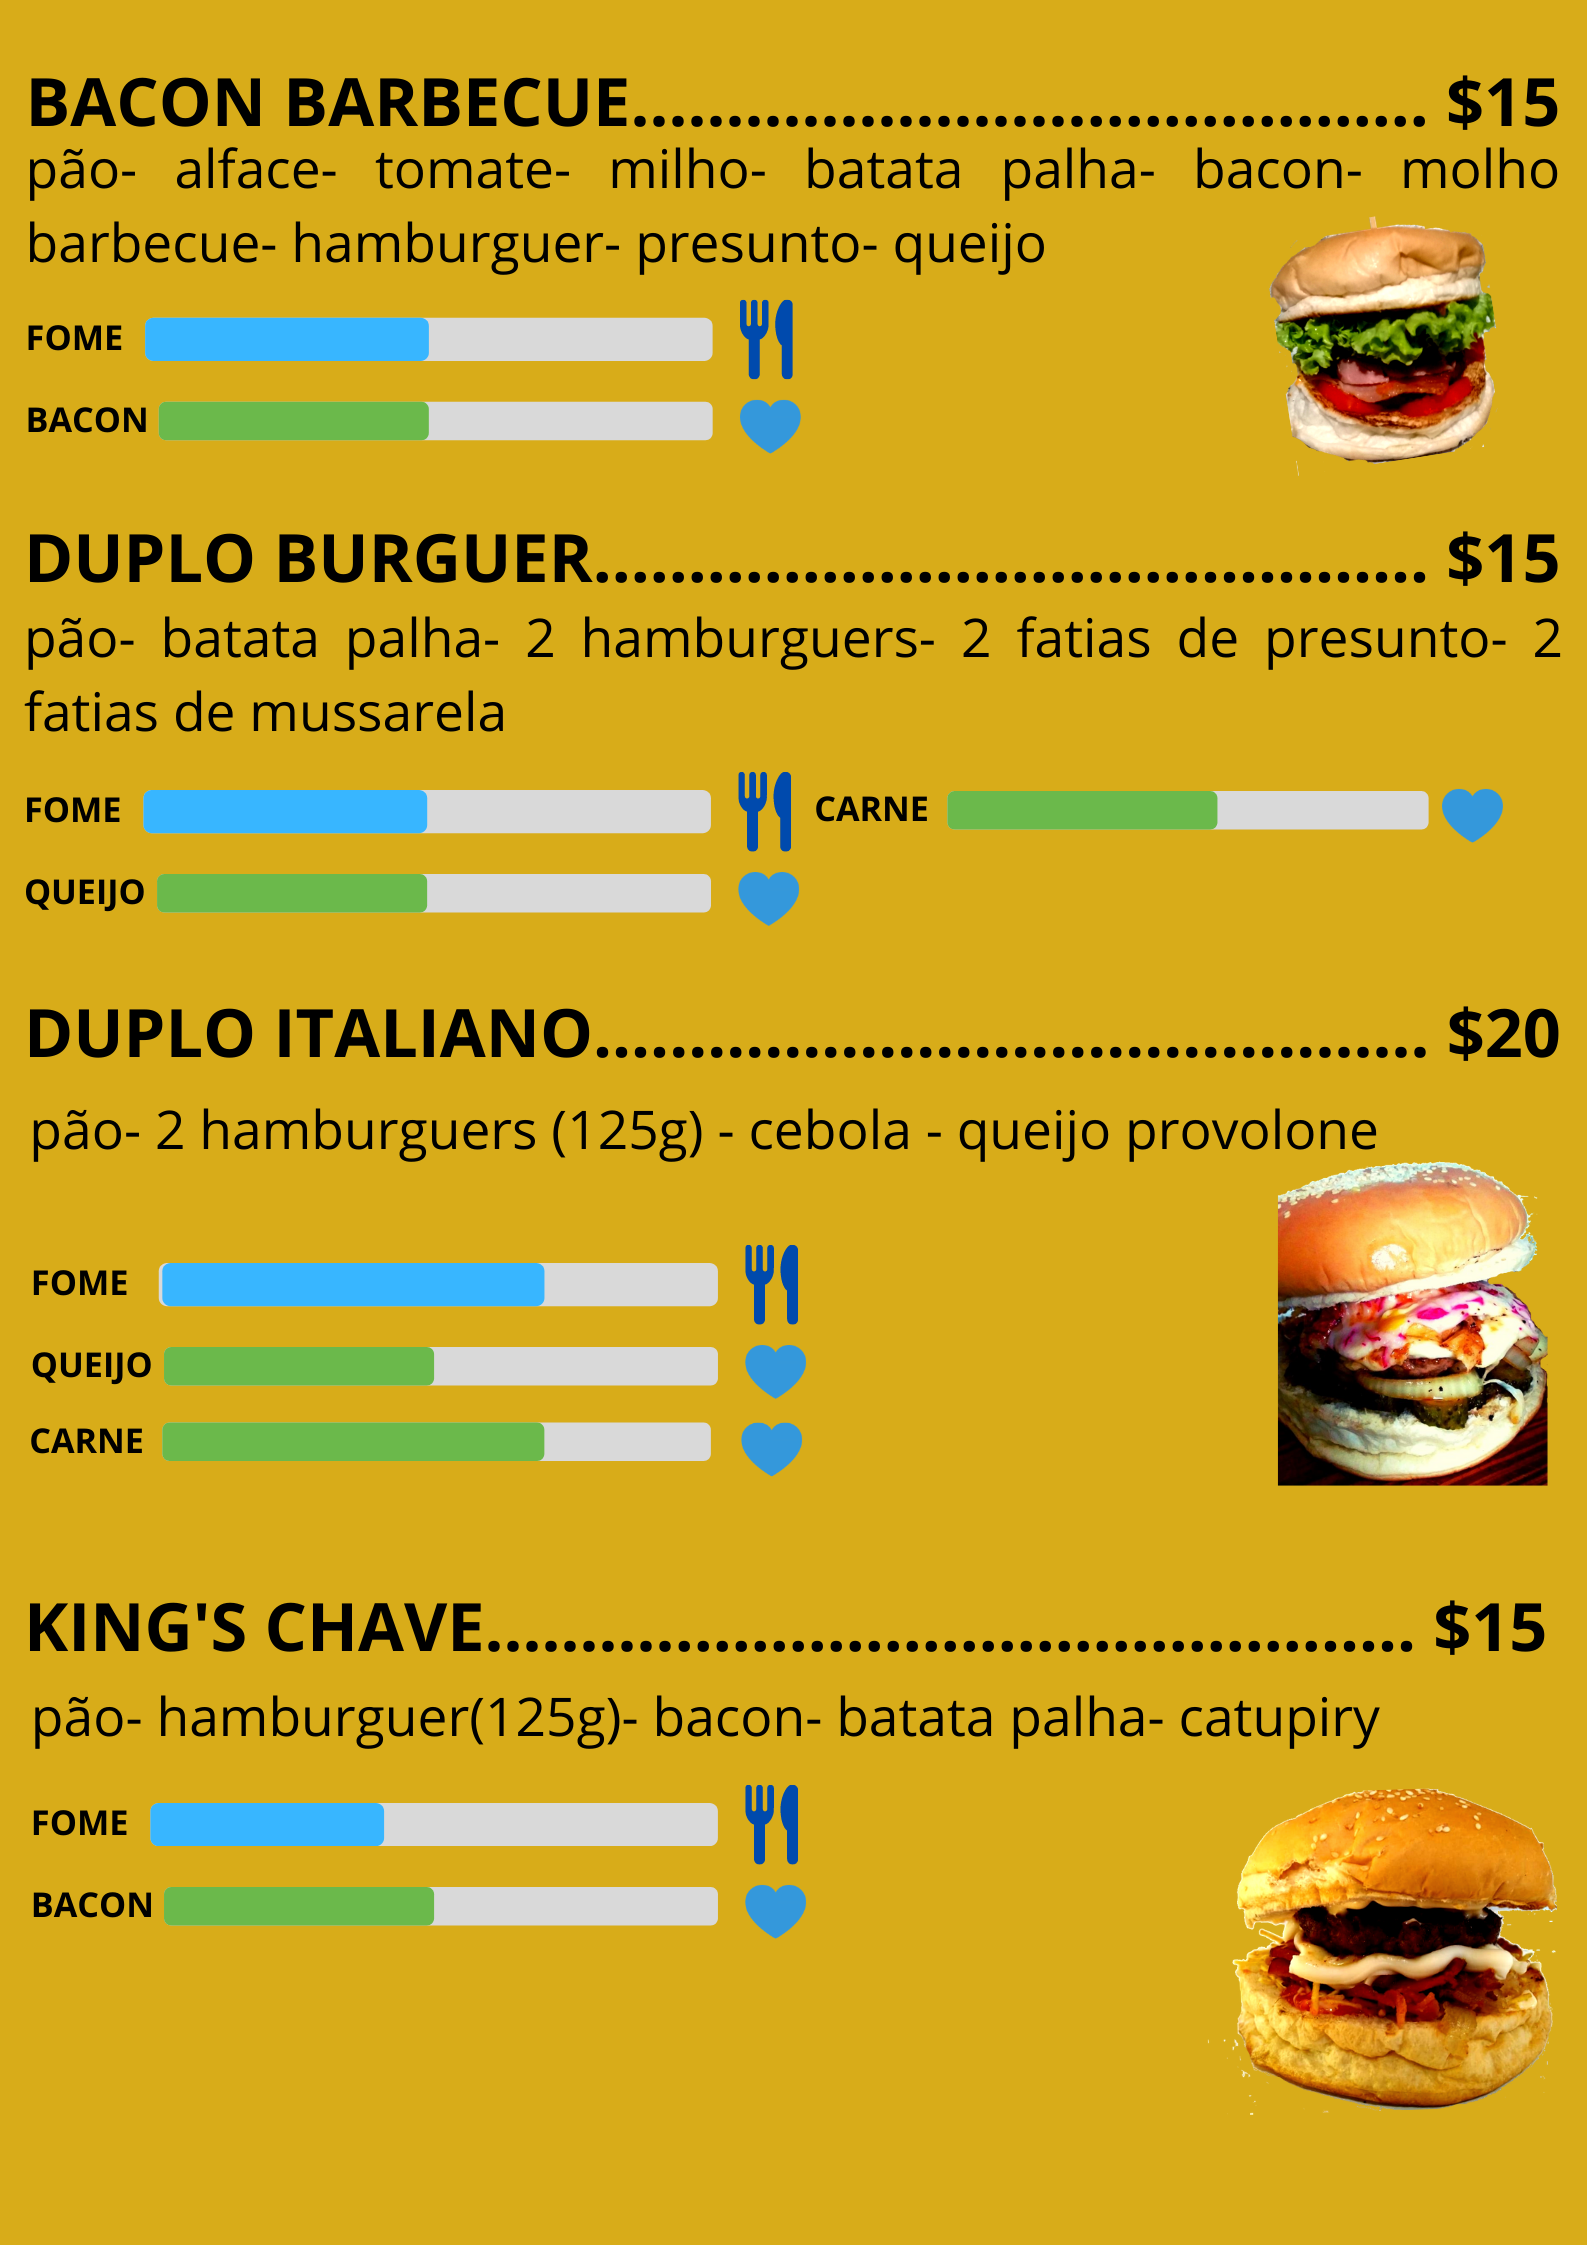 BACON BARBECUE.......................................... $15
pão- alface- tomate- milho- batata palha- bacon- molho
barbecue- hamburguer- presunto- queijo
FOME
BACON
DUPLO BURGUER............................................ $15
pão- batata palha- 2 hamburguers- 2 fatias de presunto- 2
fatias de mussarela
FOME CARNE
QUEIJO
DUPLO ITALIANO............................................ $20
pão- 2 hamburguers (125g) - cebola - queijo provolone
FOME
QUEIJO
CARNE
KING'S CHAVE................................................. $15
pão- hamburguer(125g)- bacon- batata palha- catupiry
FOME
BACON